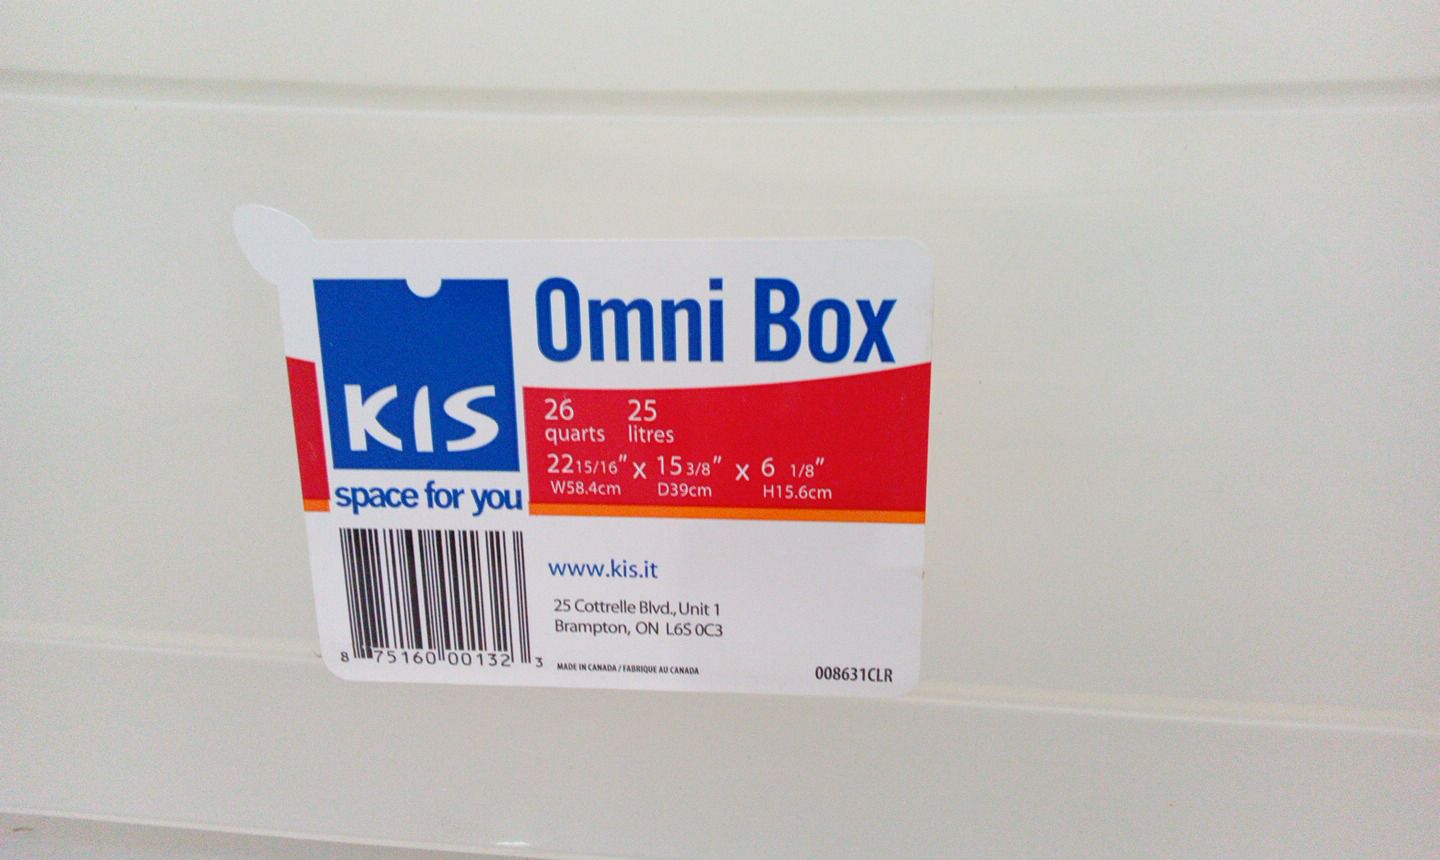 Omni Box
KIS
space for you
26 25
quarts litres
22 15/16" x 15 3/8" x 6 1/8"
W58.4cm D39cm H15.6cm
www.kis.it
25 Cottrelle Blvd., Unit 1
Brampton, ON L6S 0C3
8 75160 00132 3
MADE IN CANADA / FABRIQUE AU CANADA
008631CLR